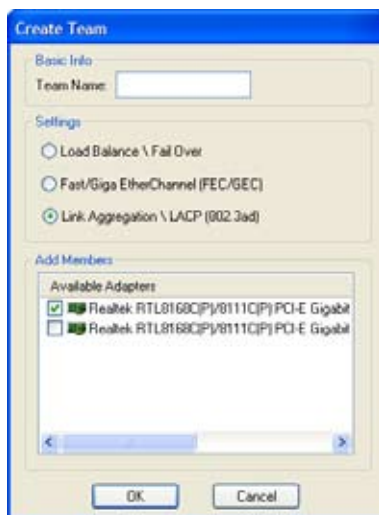 Create Team
Basic Info
Team Name:
Settings
Load Balance \ Fail Over
Fast/Giga EtherChannel (FEC/GEC)
Link Aggregation \ LACP (802.3ad)
Add Members
Available Adapters
Realtek RTL8168C(P)/8111C(P) PCI-E Gigabit
Realtek RTL8168C(P)/8111C(P) PCI-E Gigabit
OK Cancel